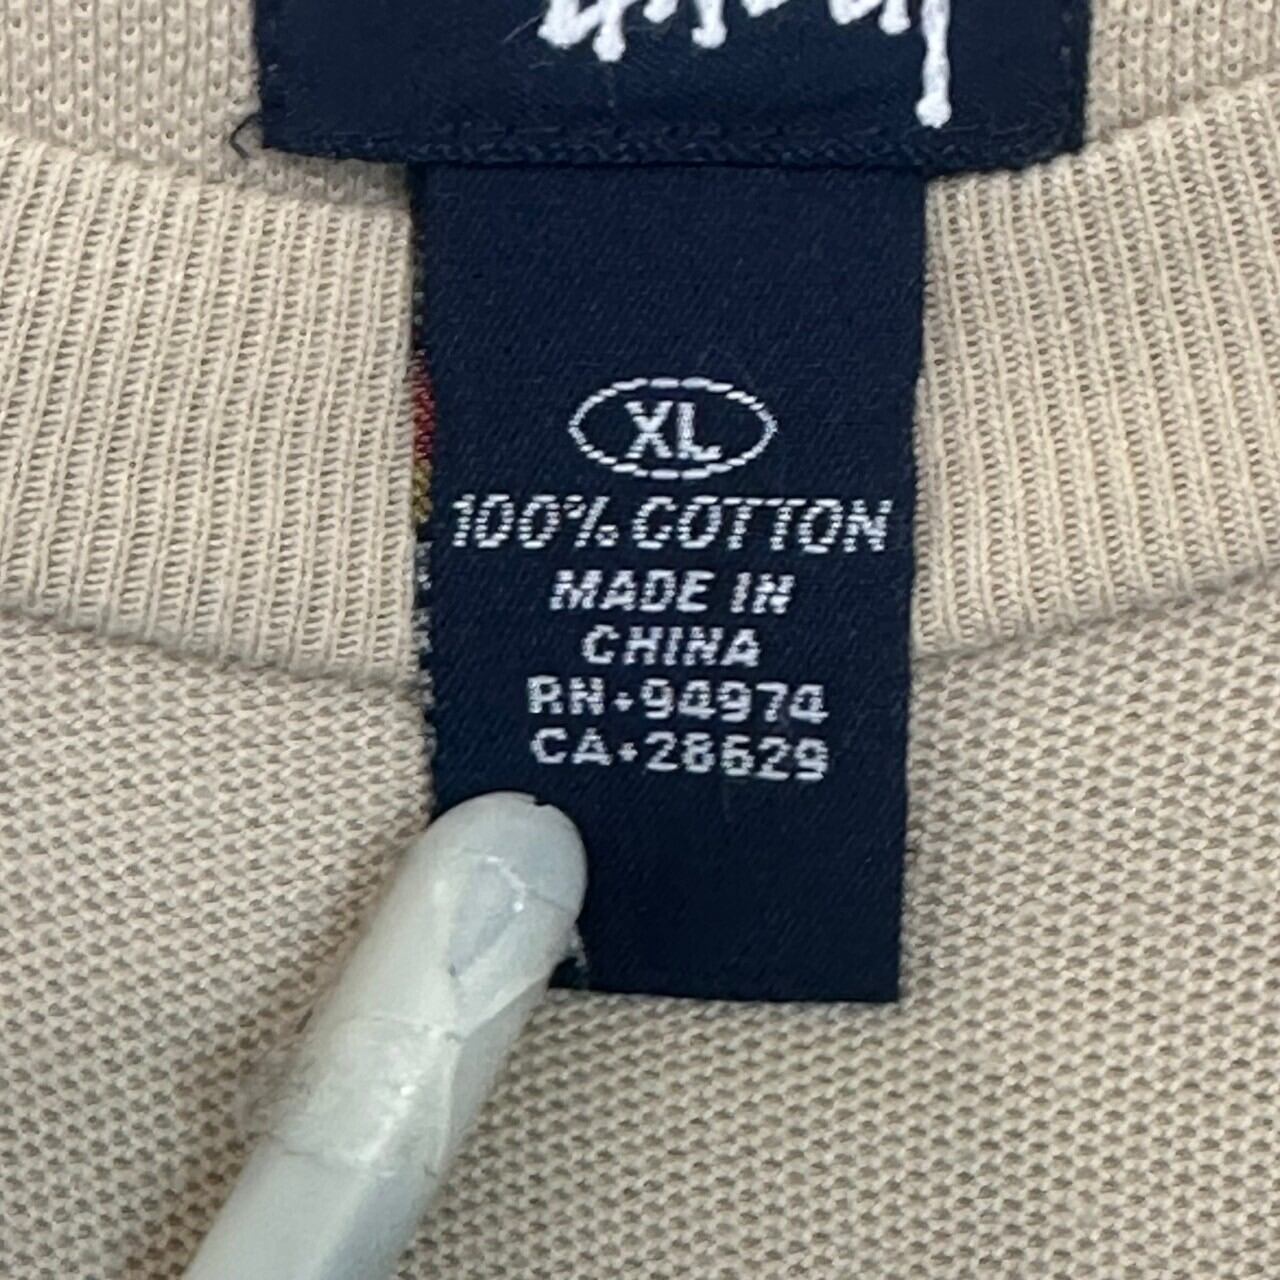 XL
100% COTTON
MADE IN
CHINA
RN•94974
CA•28629